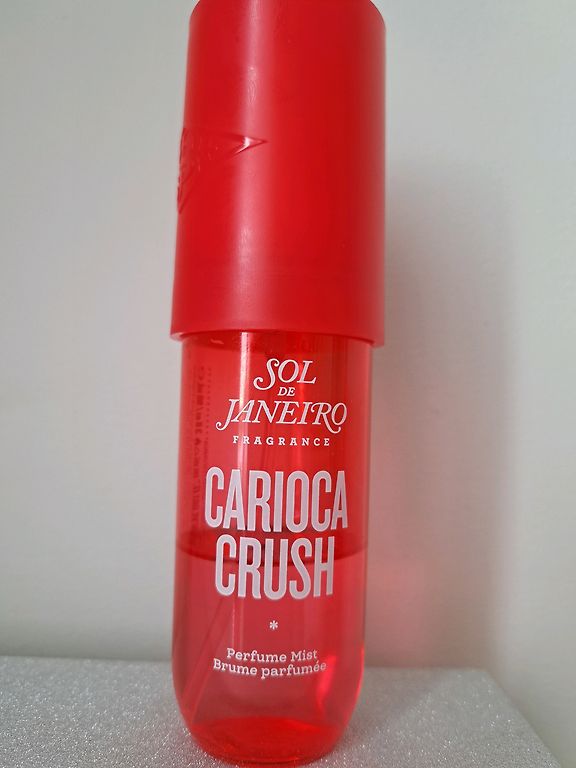 SOL
DE
JANEIRO
FRAGRANCE
CARIOCA
CRUSH
*
Perfume Mist
Brume parfumée